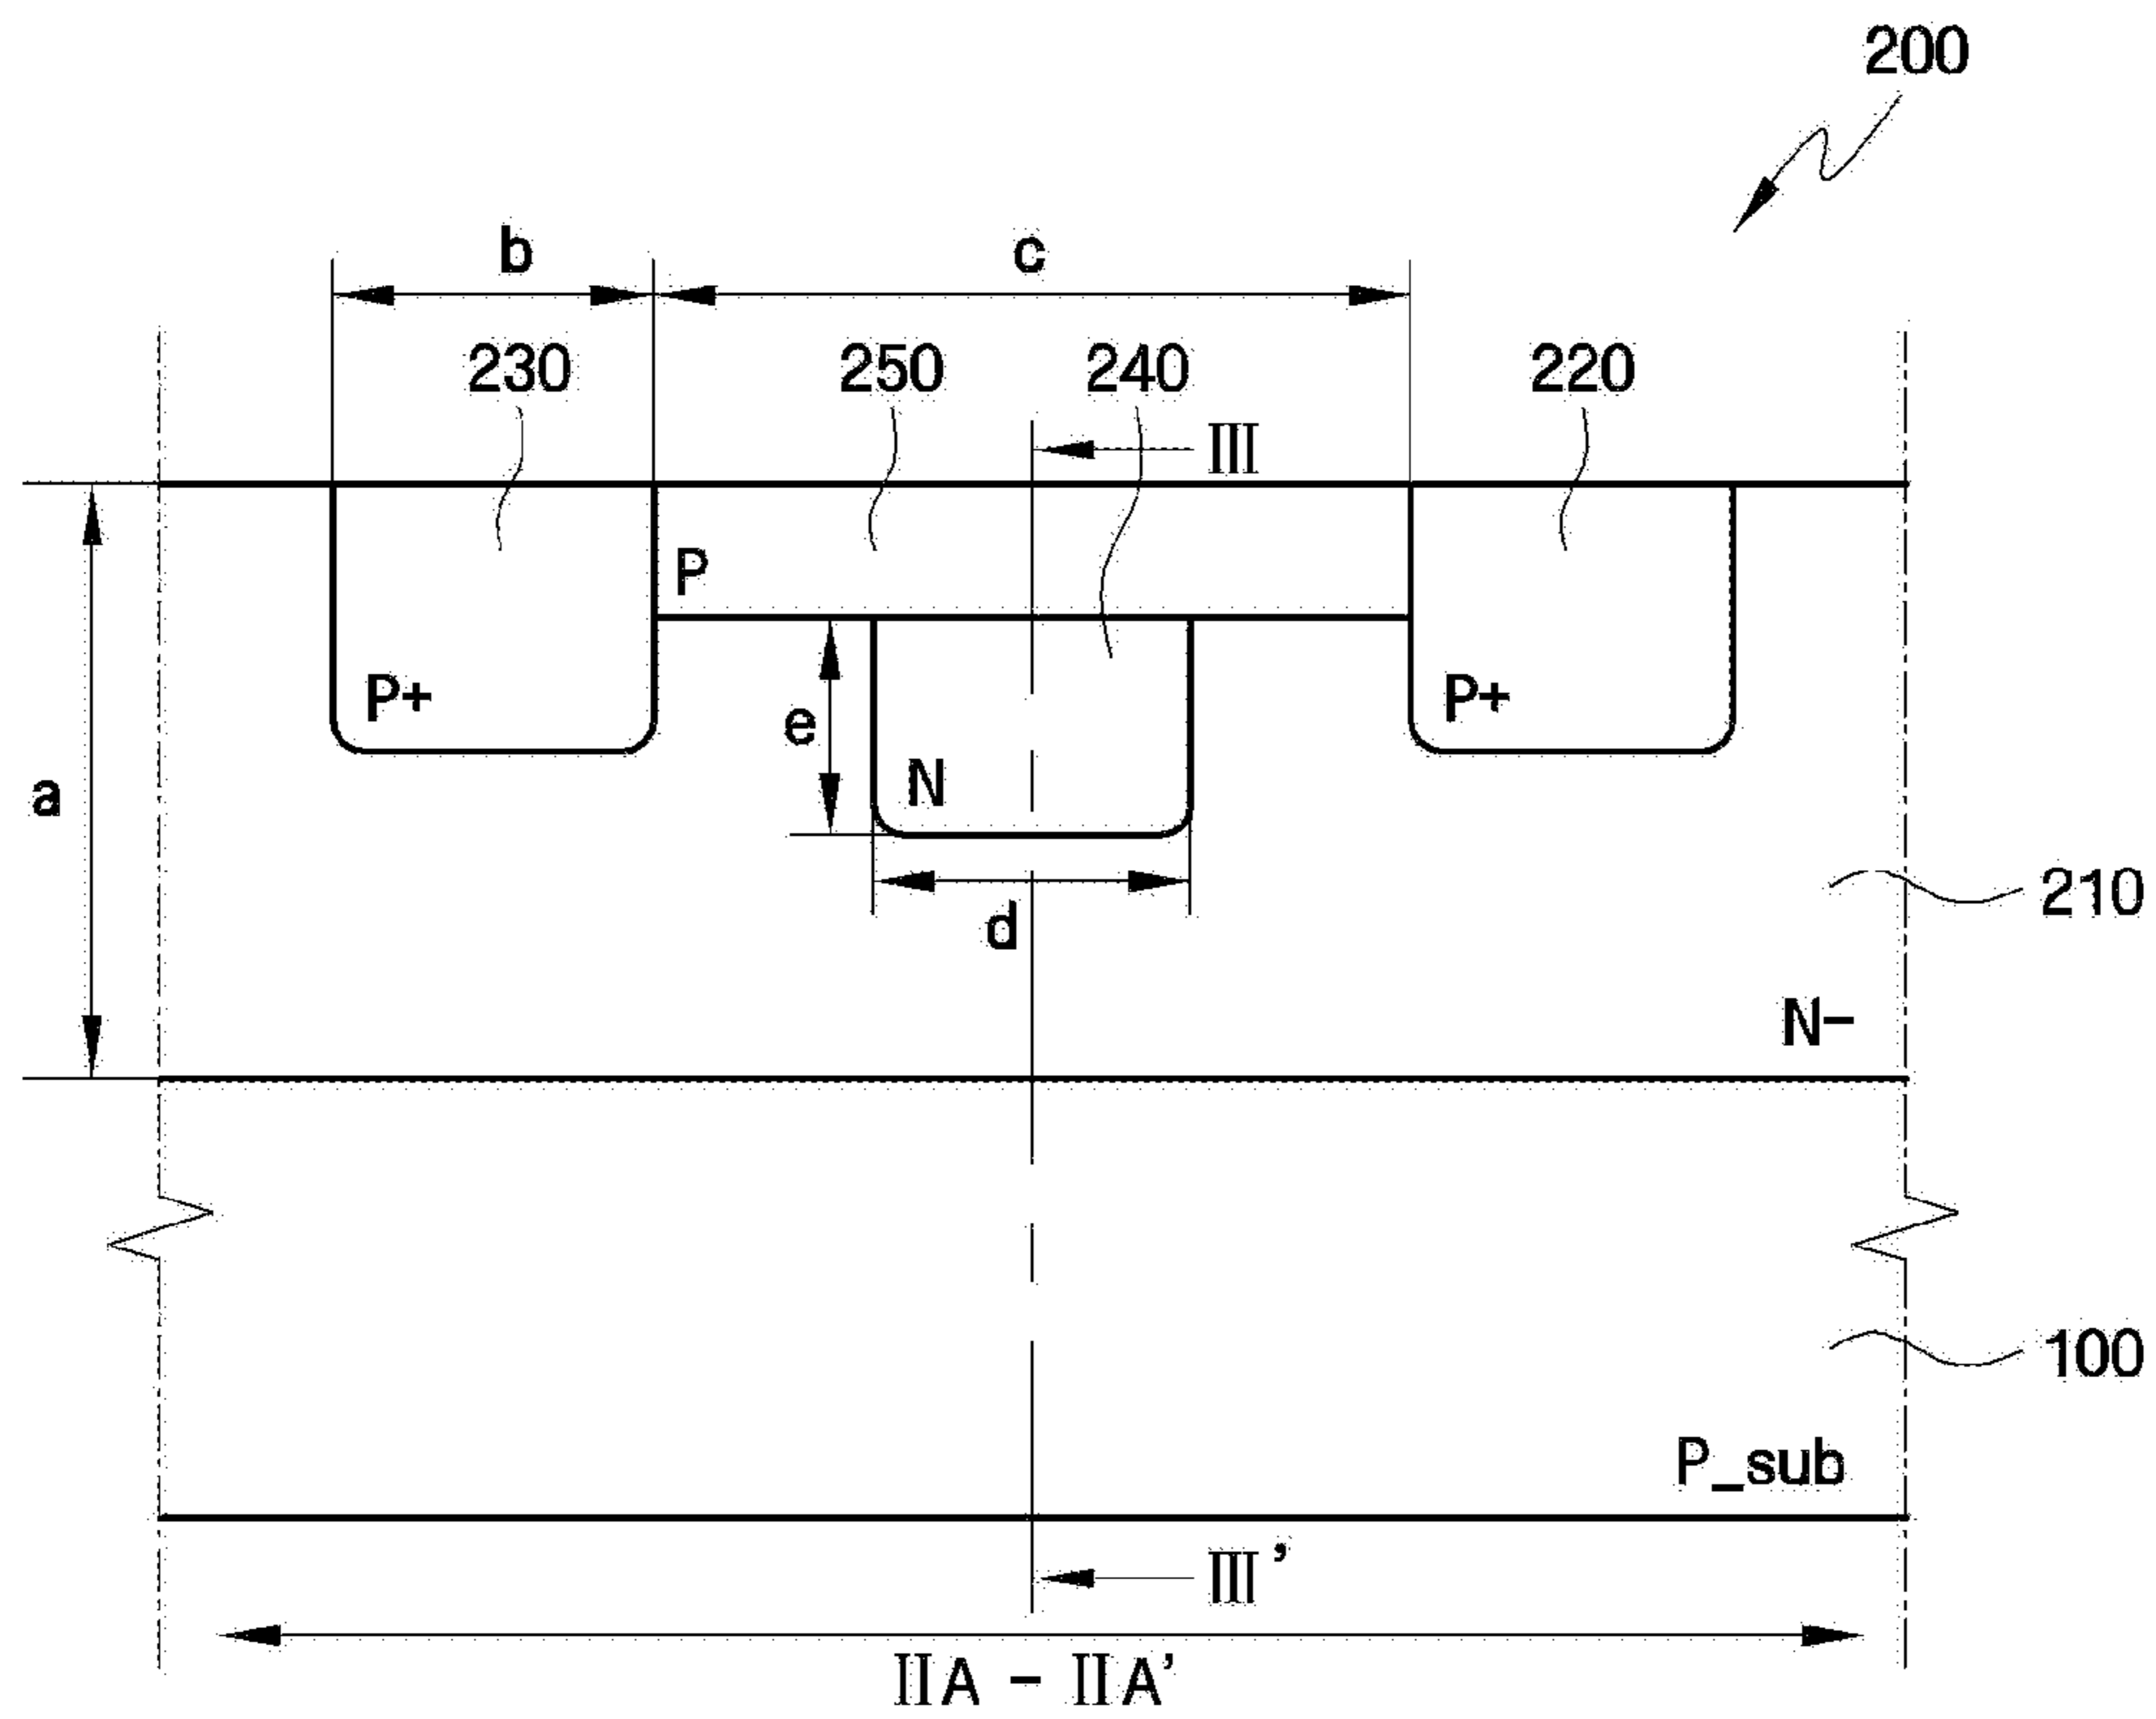 200
b c
230 250 240 220
III
P
P+ P+
e
N
a
210
d
N-
100
P_sub
III'
IIA - IIA'